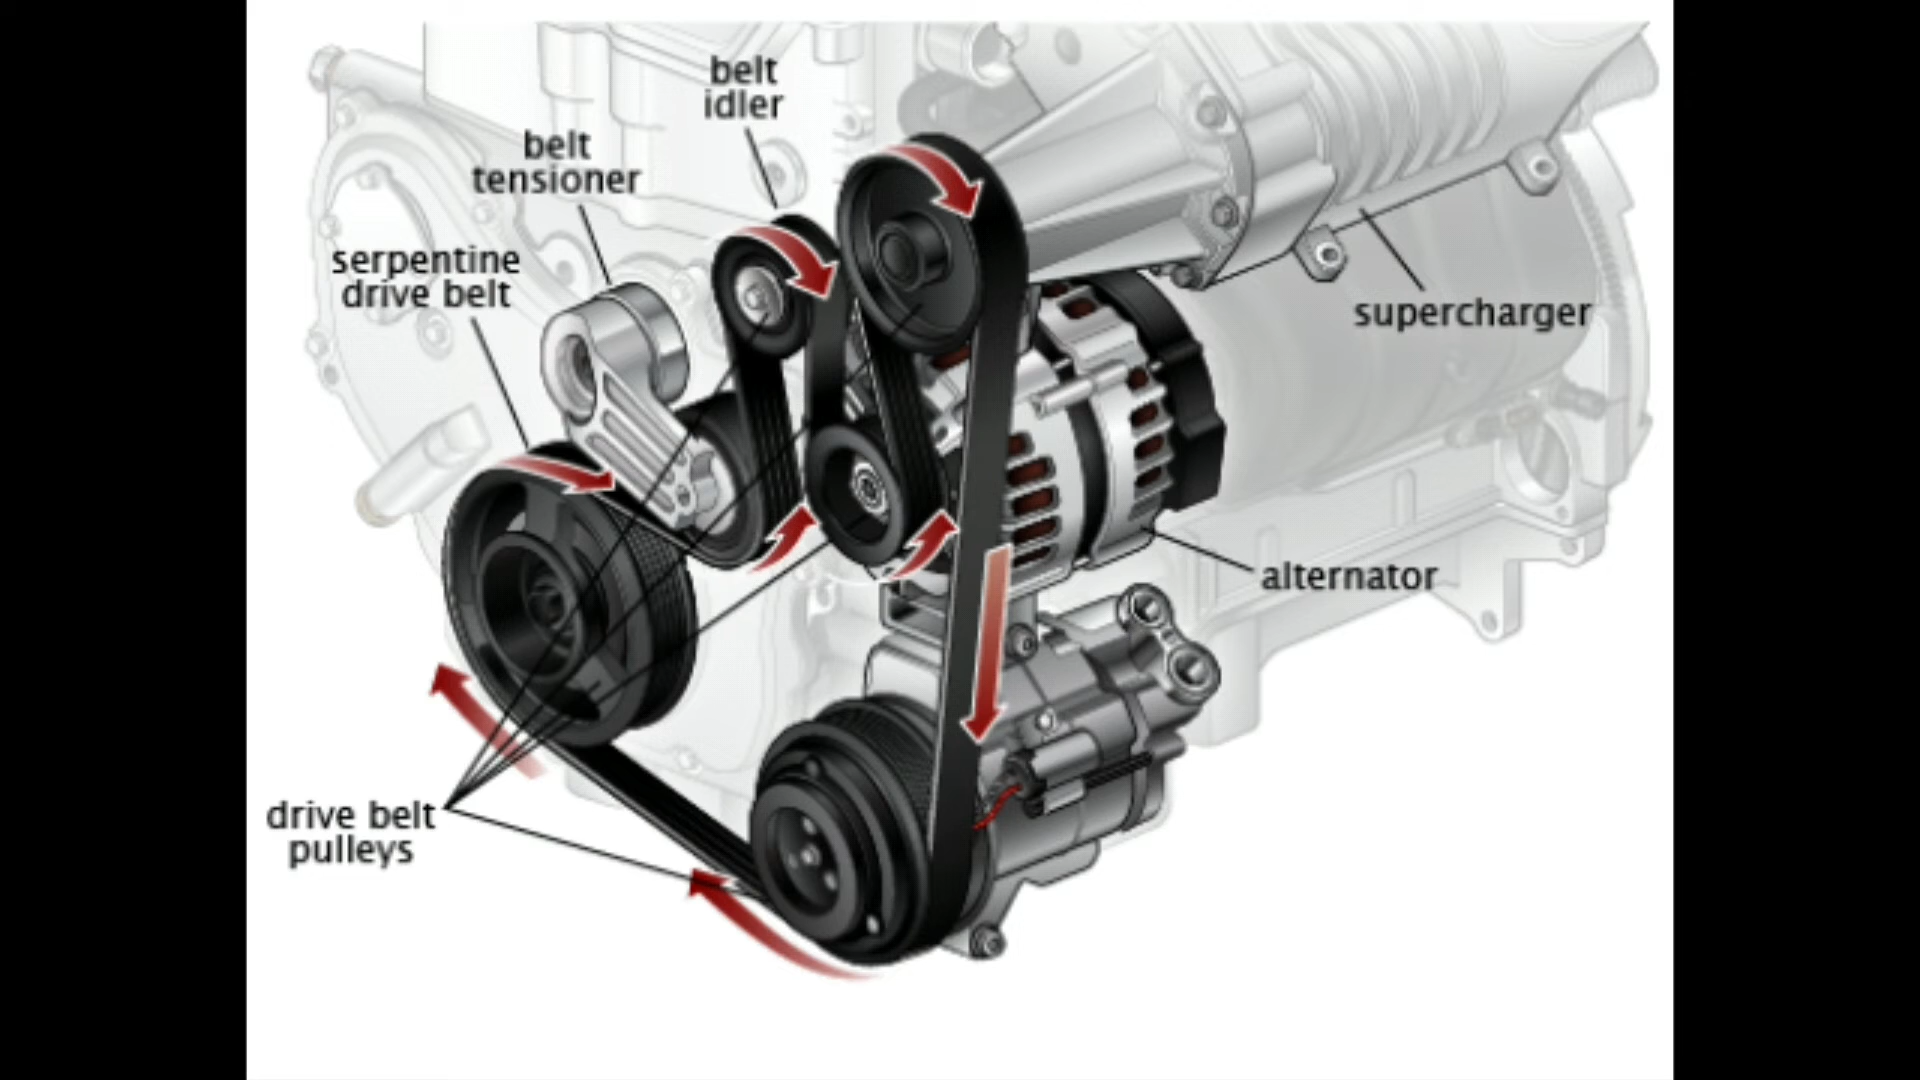 belt
idler
belt
tensioner
serpentine
drive belt
supercharger
alternator
drive belt
pulleys